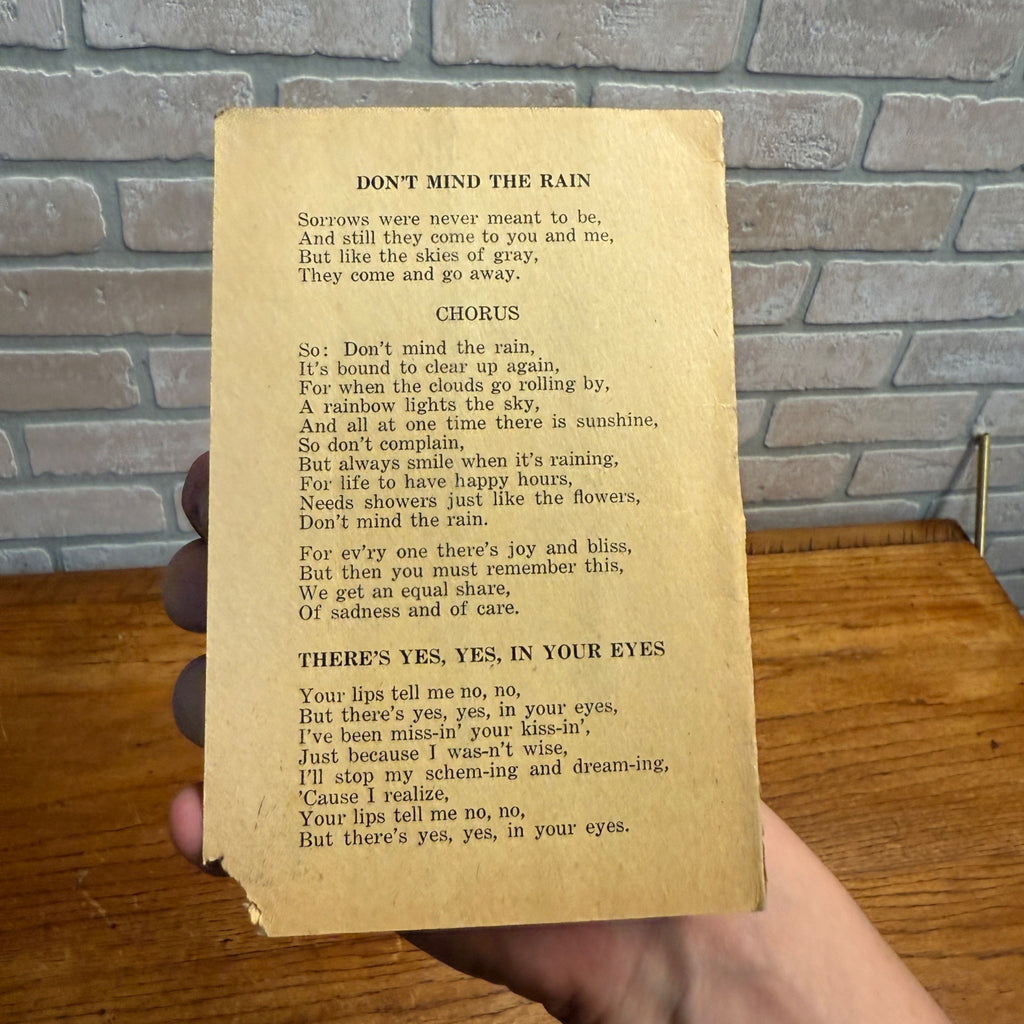 DON'T MIND THE RAIN
Sorrows were never meant to be,
And still they come to you and me,
But like the skies of gray,
They come and go away.
CHORUS
So: Don't mind the rain,
It's bound to clear up again,
For when the clouds go rolling by,
A rainbow lights the sky,
And all at one time there is sunshine,
So don't complain,
But always smile when it's raining,
For life to have happy hours,
Needs showers just like the flowers,
Don't mind the rain.
For ev'ry one there's joy and bliss,
But then you must remember this,
We get an equal share,
Of sadness and of care.
THERE'S YES, YES, IN YOUR EYES
Your lips tell me no, no,
But there's yes, yes, in your eyes,
I've been miss-in' your kiss-in',
Just because I was-n't wise,
I'll stop my schem-ing and dream-ing,
'Cause I realize,
Your lips tell me no, no,
But there's yes, yes, in your eyes.